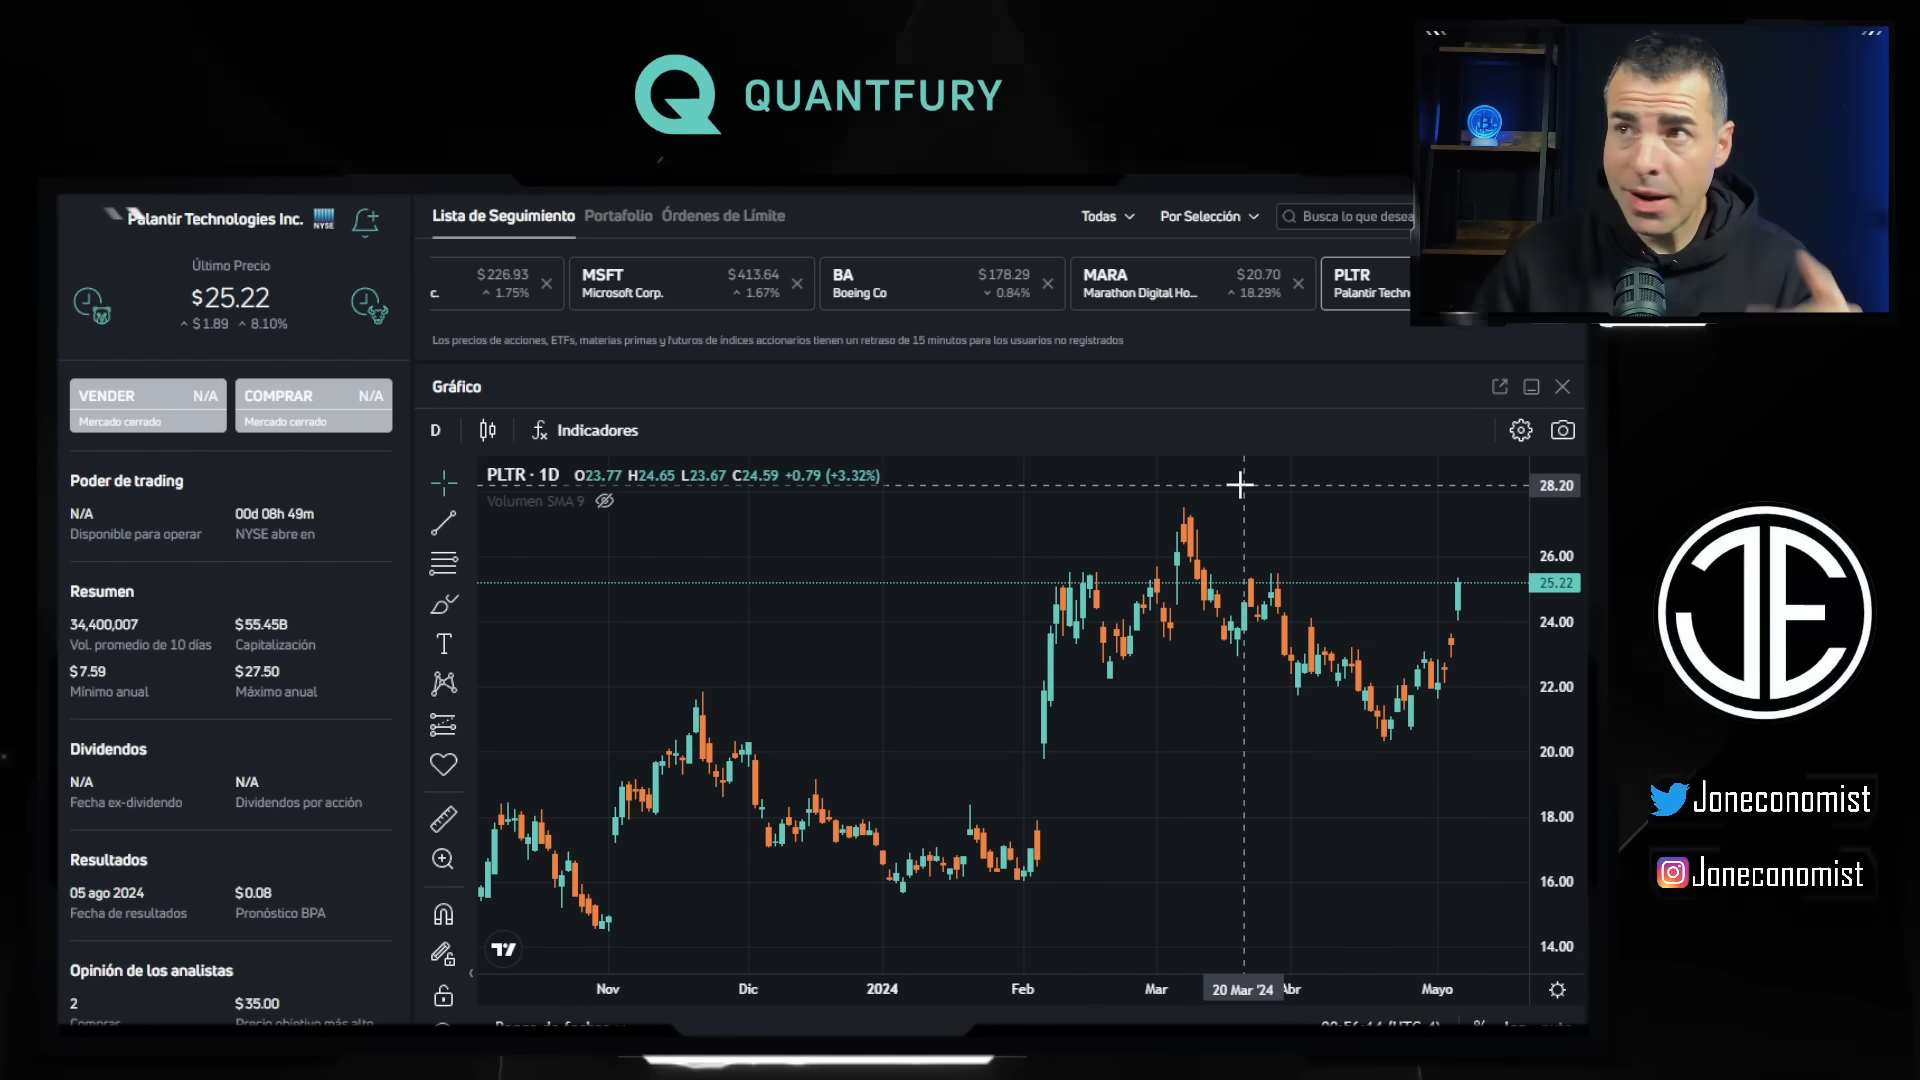 QUANTFURY
Palantir Technologies Inc.
NYSE
Último Precio
$25.22
$1.89 8.10%
VENDER N/A
Mercado cerrado
COMPRAR N/A
Mercado cerrado
Poder de trading
N/A 00d 08h 49m
Disponible para operar NYSE abre en
Resumen
34,400,007 $55.45B
Vol. promedio de 10 días Capitalización
$7.59 $27.50
Mínimo anual Máximo anual
Dividendos
N/A N/A
Fecha ex-dividendo Dividendos por acción
Resultados
05 ago 2024 $0.08
Fecha de resultados Pronóstico BPA
Opinión de los analistas
2 $35.00
Comprar Precio objetivo más alto
Lista de Seguimiento Portafolio Órdenes de Límite
Todas Por Selección Busca lo que desea
$226.93
c. 1.75%
MSFT $413.64
Microsoft Corp. 1.67%
BA $178.29
Boeing Co 0.84%
MARA $20.70
Marathon Digital Ho... 18.29%
PLTR
Palantir Techn
Los precios de acciones, ETFs, materias primas y futuros de índices accionarios tienen un retraso de 15 minutos para los usuarios no registrados
Gráfico
D Indicadores
PLTR · 1D O23.77 H24.65 L23.67 C24.59 +0.79 (+3.32%)
Volumen SMA 9
28.20
26.00
25.22
24.00
22.00
20.00
18.00
16.00
14.00
Nov Dic 2024 Feb Mar 20 Mar '24 Abr Mayo
JE
Joneconomist
Joneconomist